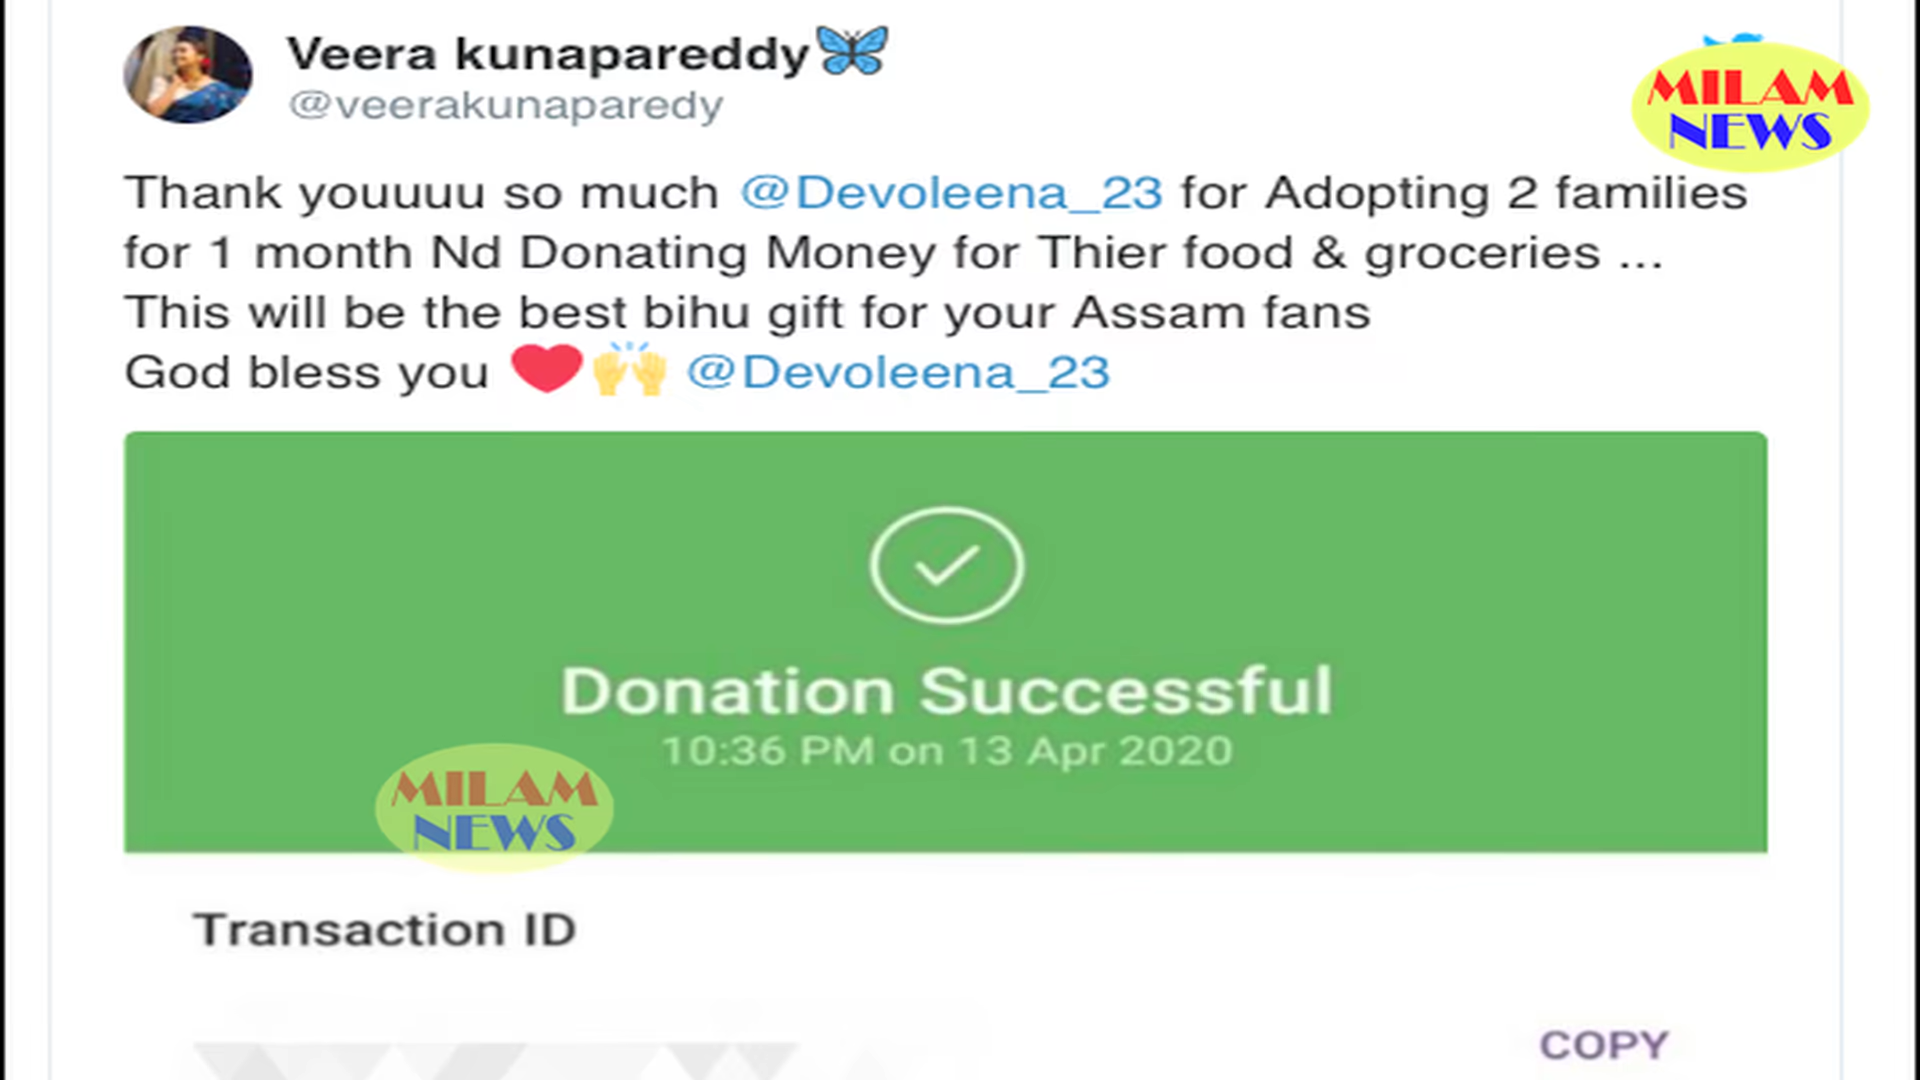 Veera kunapareddy🦋
@veerakunaparedy
MILAM
NEWS
Thank youuuu so much @Devoleena_23 for Adopting 2 families
for 1 month Nd Donating Money for Thier food & groceries ...
This will be the best bihu gift for your Assam fans
God bless you ❤️🙌 @Devoleena_23
Donation Successful
10:36 PM on 13 Apr 2020
MILAM
NEWS
Transaction ID
COPY